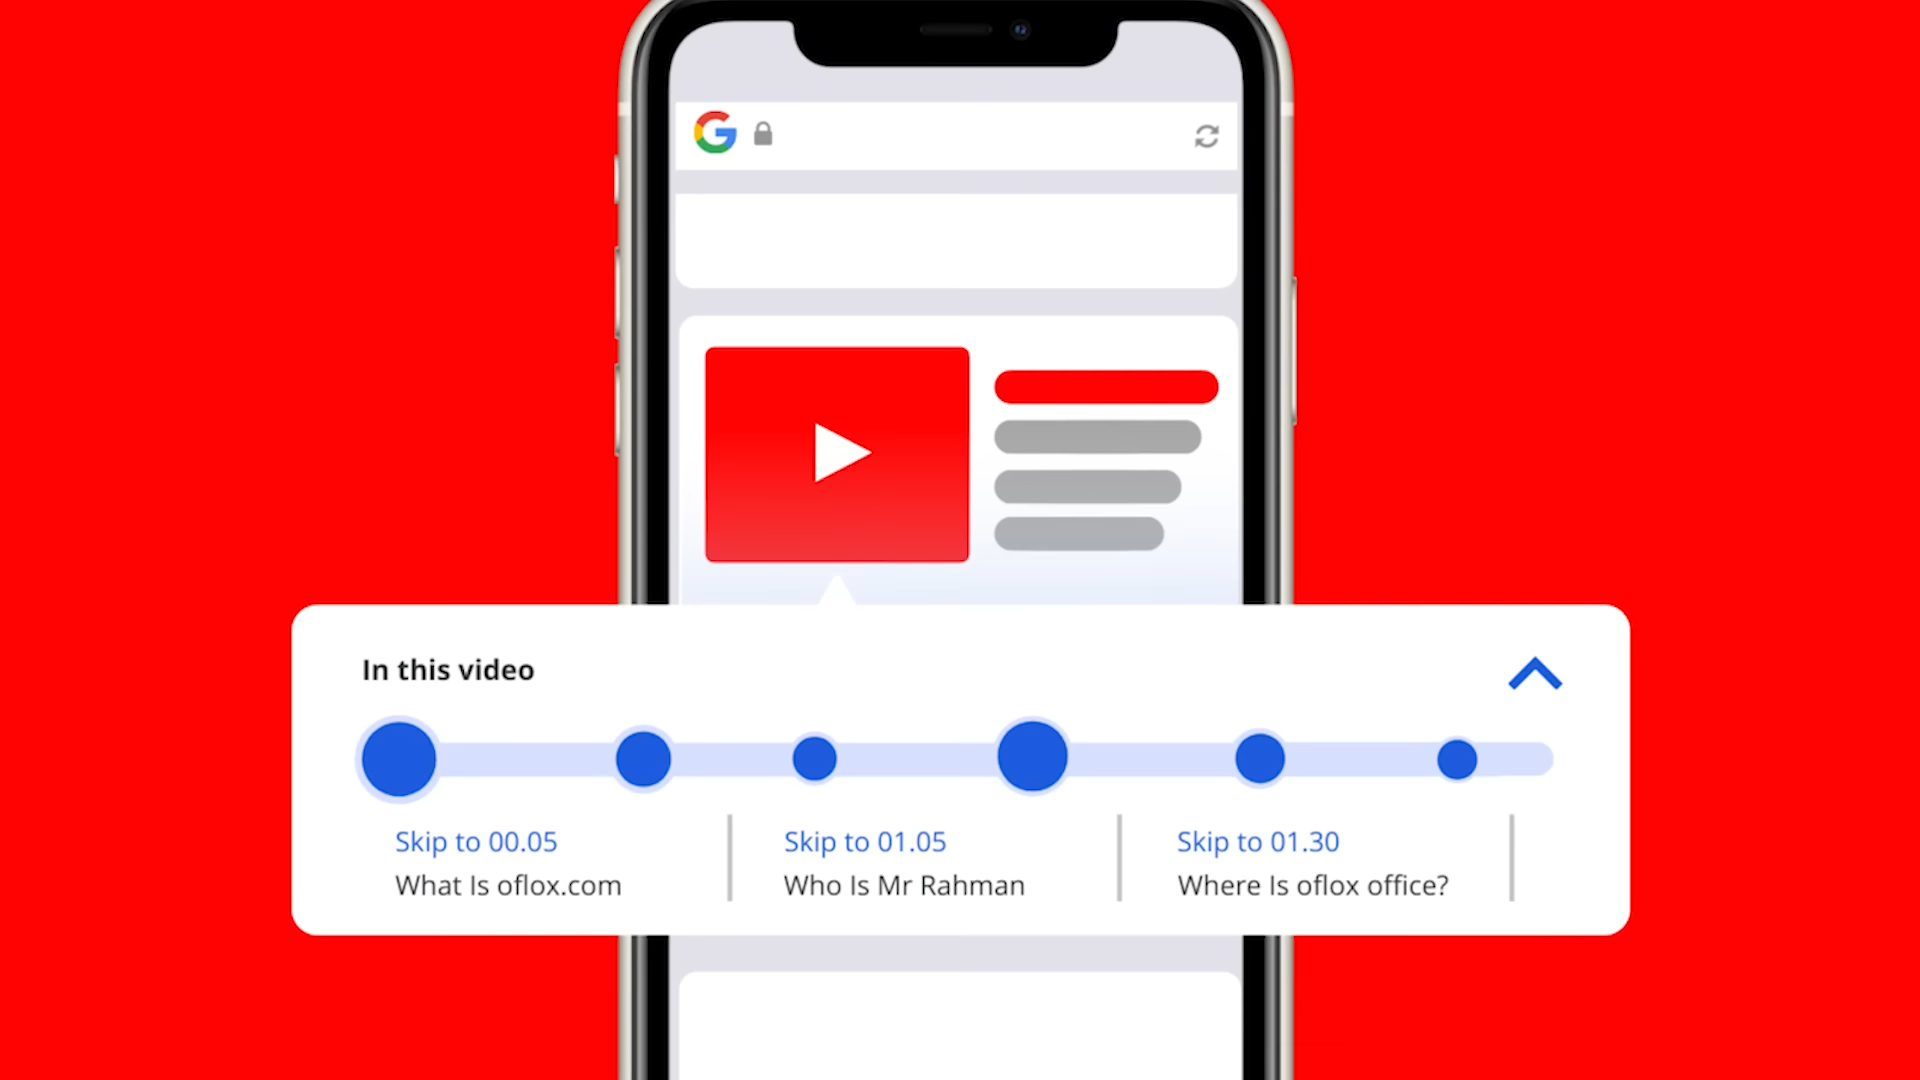 In this video
Skip to 00.05
What Is oflox.com
Skip to 01.05
Who Is Mr Rahman
Skip to 01.30
Where Is oflox office?